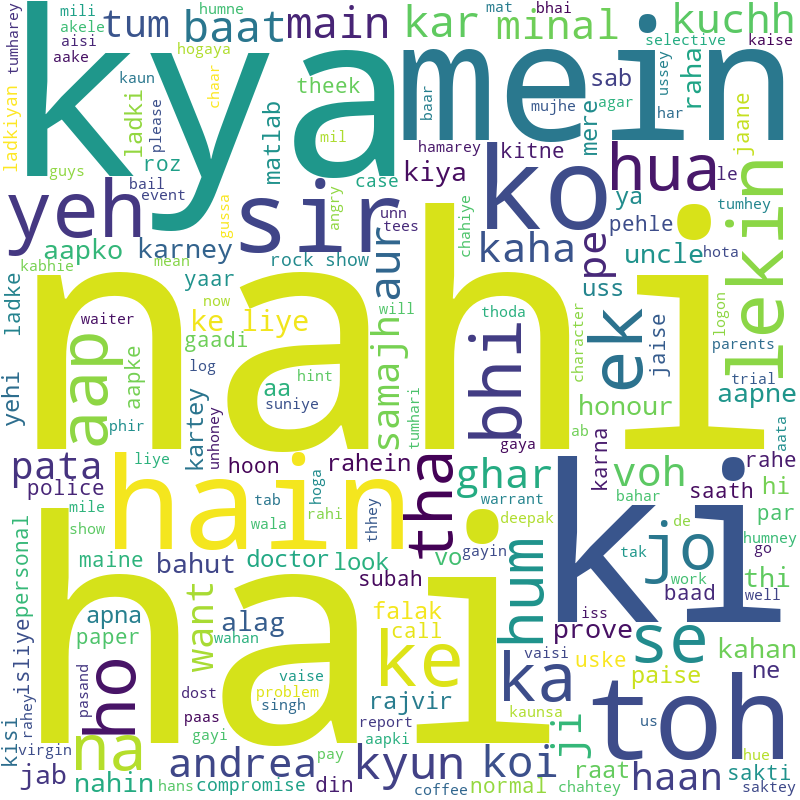 mili humne tum baat main kar minal mat bhai kuchh
akele aisi aake hogaya selective kaise
tumharey kya mein
kaun chaar theek sab ussey
ladkiyan please ladki matlab mil baar mujhe agar har raha jaane
guys roz hamarey kitne mere
bail event case kiya hua le
yeh gussa sir angry unn tees ko ya tumhey
aapko karney aur chahiye kaha pe pehle uncle hota lekin
kabhie mean rock show uss
ladke yaar now will thoda logon
waiter gaadi ke liye nahi bhi character ek jaise parents
aap aapke log hint samajh trial
yehi aa suniye tumhari honour aapne
phir kartey unhoney gaya ab karna aata
pata liye hoon rahein ghar voh rahe
police hain tab hoga tha warrant saath hi
mile wala thhey deepak bahar par
show rahi gayin ki jo de humney
personal maine bahut doctor look vo tak go
isliye subah hum work baad thi
apna want alag falak iss well
paper wahan call prove se kahan
hai ke vaisi uske ne
kisi pasand ho vaise ka paise
rahey dost problem rajvir kaunsa
singh paas report toh us
virgin na gayi aapki ji hue
andrea kyun koi raat haan sakti
jab nahin hans compromise din pay coffee normal chahtey saktey